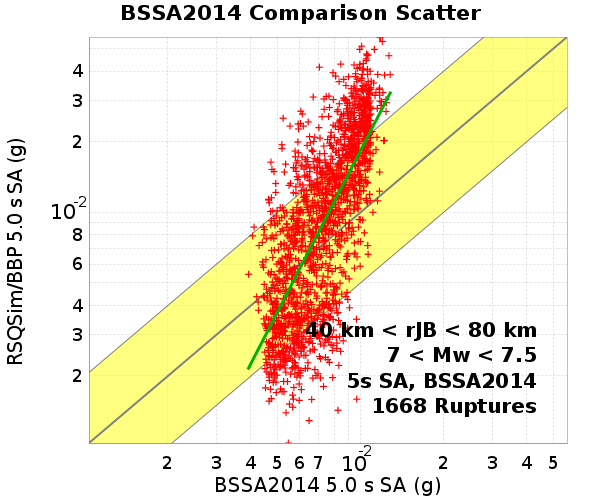 BSSA2014 Comparison Scatter
RSQSim/BBP 5.0 s SA (g)
4
3
2
10-2
8
6
4
3
2
40 km < rJB < 80 km
7 < Mw < 7.5
5s SA, BSSA2014
1668 Ruptures
2 3 4 5 6 7 10-2 2 3 4 5
BSSA2014 5.0 s SA (g)